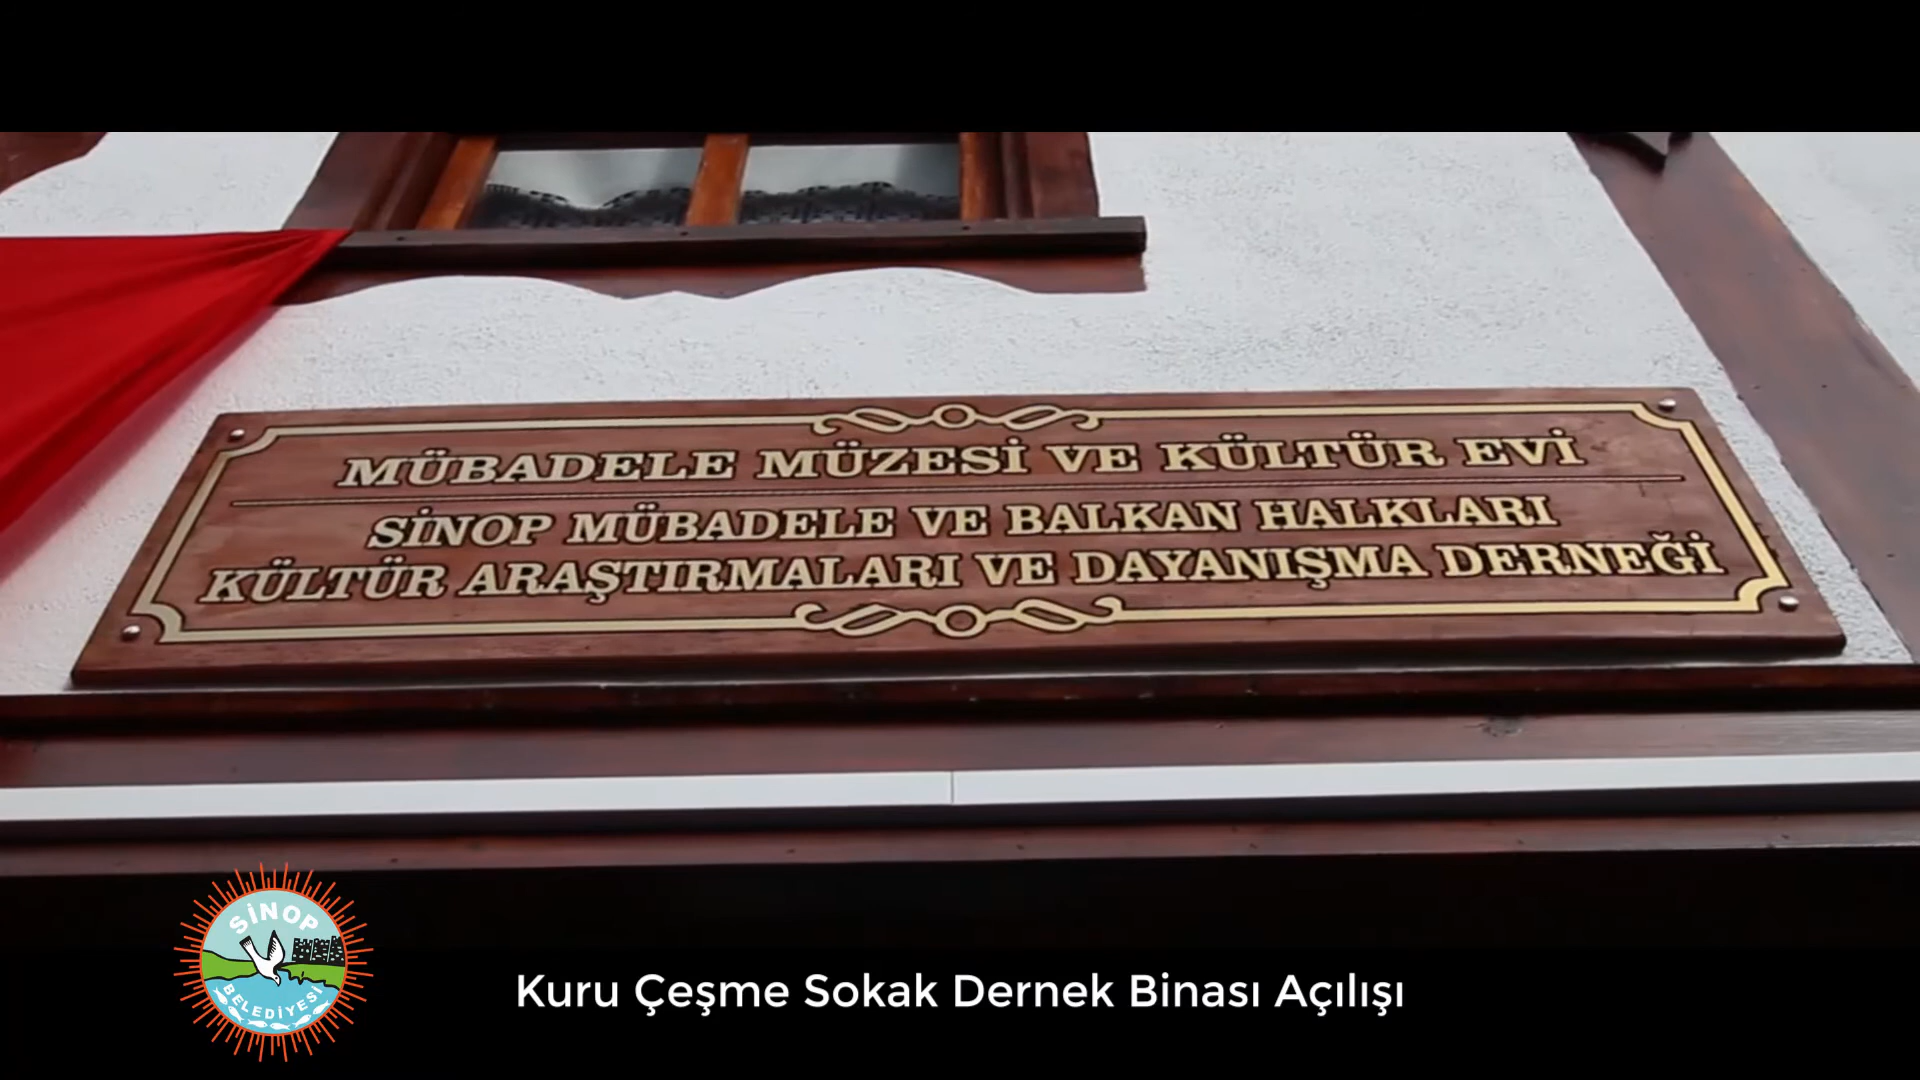 MÜBADELE MÜZESİ VE KÜLTÜR EVİ
SİNOP MÜBADELE VE BALKAN HALKLARI
KÜLTÜR ARAŞTIRMALARI VE DAYANIŞMA DERNEĞİ
SİNOP
BELEDİYESİ
Kuru Çeşme Sokak Dernek Binası Açılışı